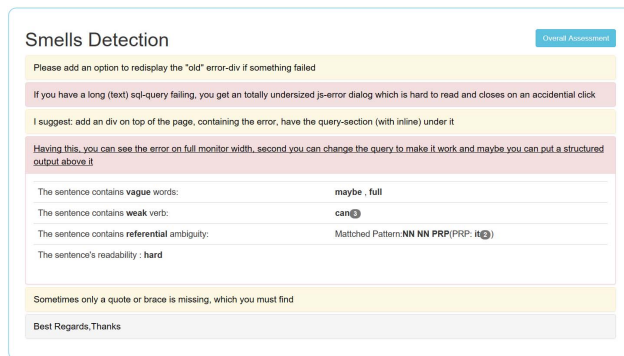 Smells Detection
Overall Assessment
Please add an option to redisplay the "old" error-div if something failed
If you have a long (text) sql-query failing, you get an totally undersized js-error dialog which is hard to read and closes on an accidential click
I suggest: add an div on top of the page, containing the error, have the query-section (with inline) under it
Having this, you can see the error on full monitor width, second you can change the query to make it work and maybe you can put a structured
output above it
The sentence contains vague words: maybe , full
The sentence contains weak verb: can 3
The sentence contains referential ambiguity: Mattched Pattern:NN NN PRP(PRP: it 2)
The sentence's readability : hard
Sometimes only a quote or brace is missing, which you must find
Best Regards,Thanks